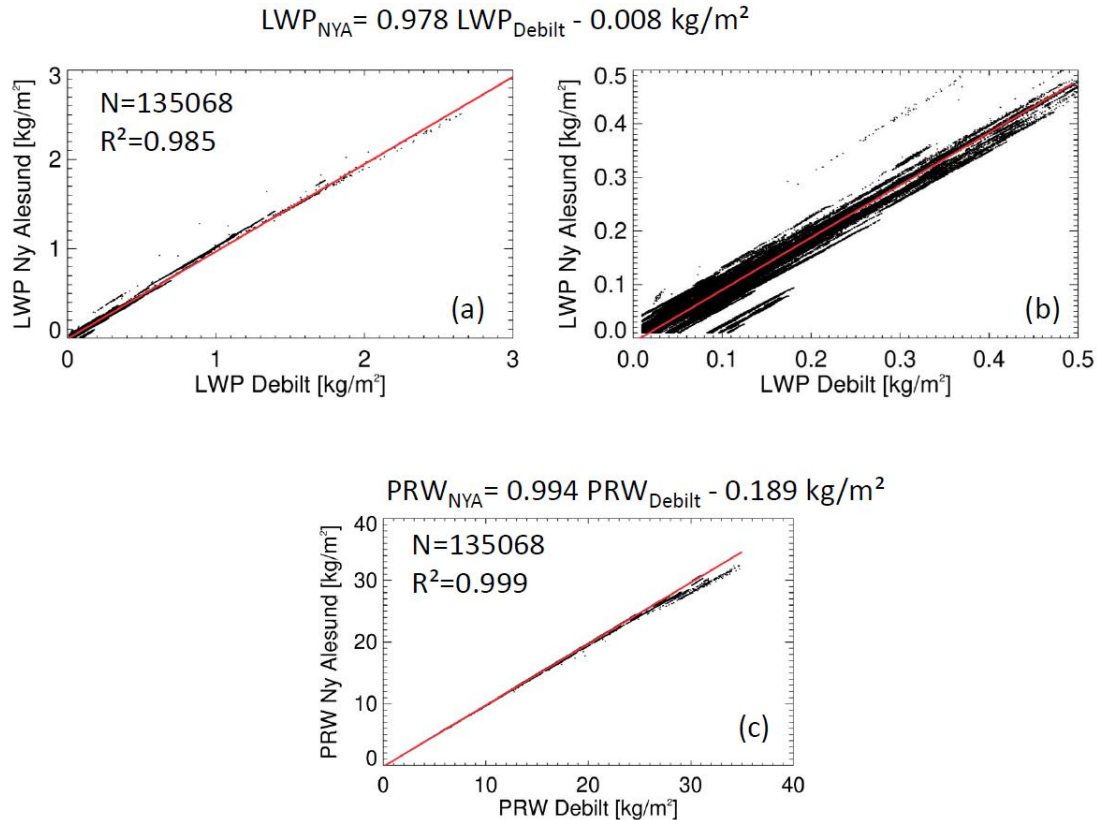 LWP_NYA= 0.978 LWP_Debilt - 0.008 kg/m²
LWP Ny Alesund [kg/m²]
3
2
1
0
N=135068
R²=0.985
(a)
0 1 2 3
LWP Debilt [kg/m²]
LWP Ny Alesund [kg/m²]
0.5
0.4
0.3
0.2
0.1
0.0
(b)
0.0 0.1 0.2 0.3 0.4 0.5
LWP Debilt [kg/m²]
PRW_NYA= 0.994 PRW_Debilt - 0.189 kg/m²
PRW Ny Alesund [kg/m²]
40
30
20
10
0
N=135068
R²=0.999
(c)
0 10 20 30 40
PRW Debilt [kg/m²]